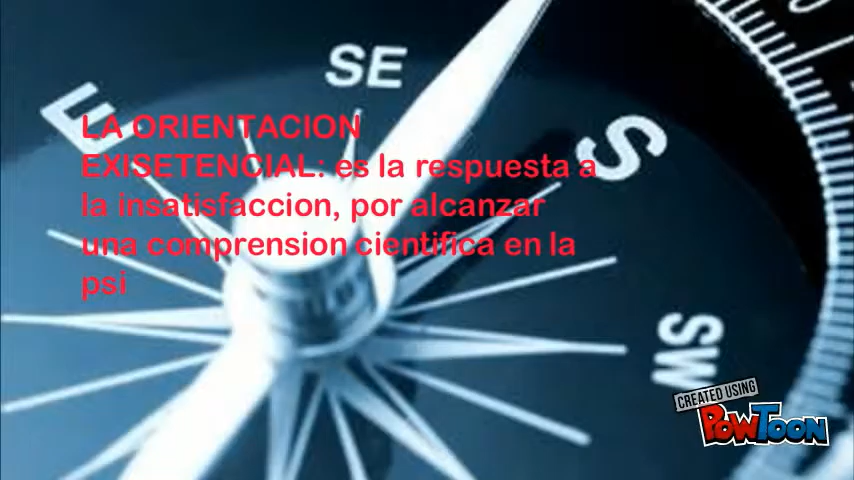 SE
E
S
LA ORIENTACION
EXISETENCIAL: es la respuesta a
la insatisfaccion, por alcanzar
una comprension cientifica en la
psi
SW
CREATED USING
POWTOON